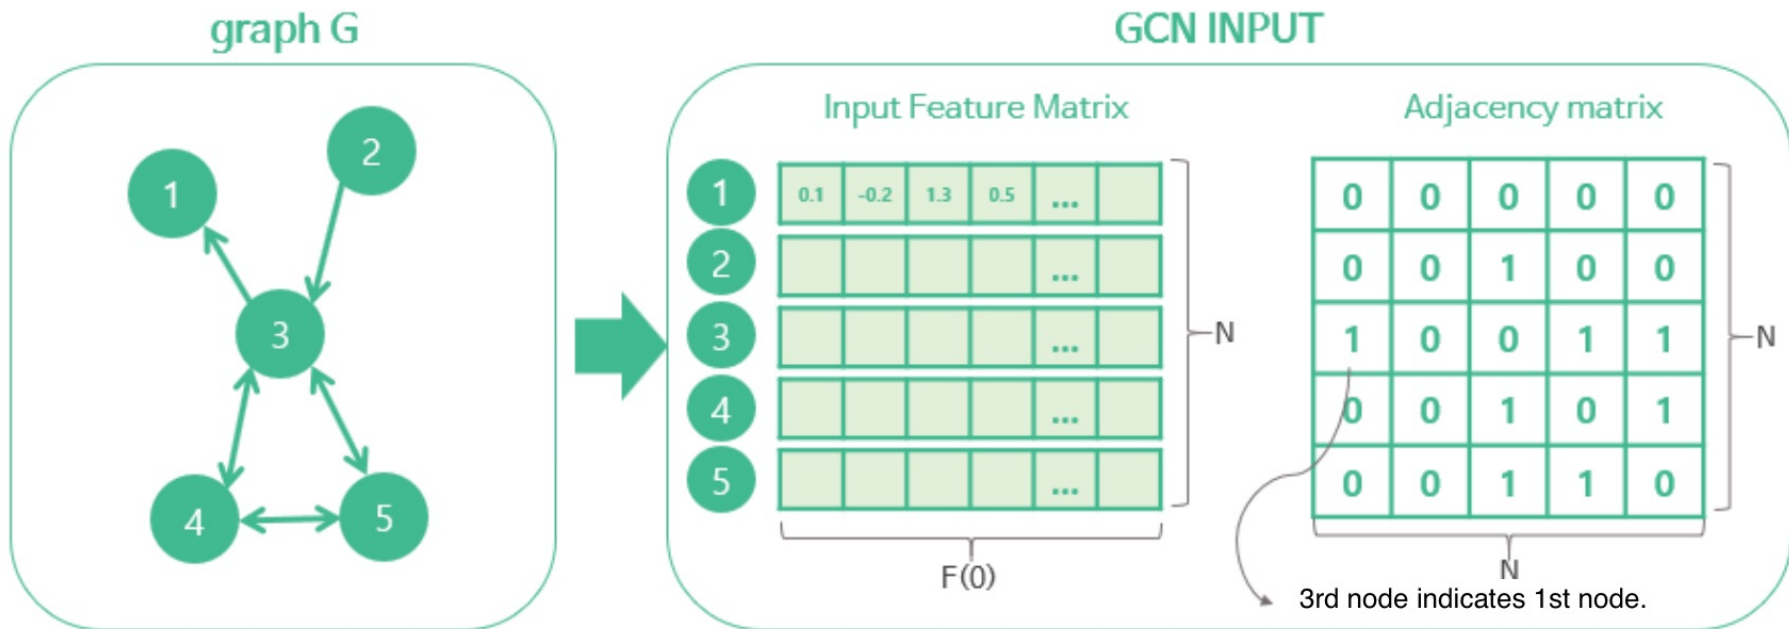 graph G
GCN INPUT
1
2
3
4
5
Input Feature Matrix
1 0.1 -0.2 1.3 0.5 ...
2 ...
3 ...
4 ...
5 ...
N
F(0)
Adjacency matrix
0 0 0 0 0
0 0 1 0 0
1 0 0 1 1
0 0 1 0 1
0 0 1 1 0
N
N
3rd node indicates 1st node.